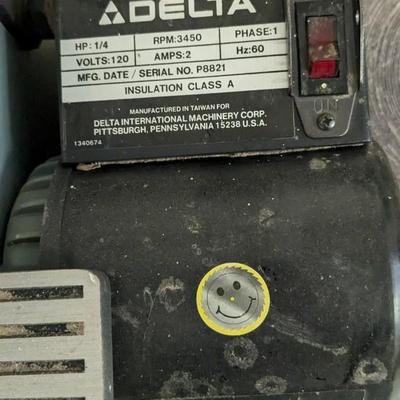 DELTA
HP: 1/4 RPM:3450 PHASE:1
VOLTS:120 AMPS:2 Hz:60
MFG. DATE / SERIAL NO. P8821
INSULATION CLASS A
MANUFACTURED IN TAIWAN FOR
DELTA INTERNATIONAL MACHINERY CORP.
PITTSBURGH, PENNSYLVANIA 15238 U.S.A.
1340674